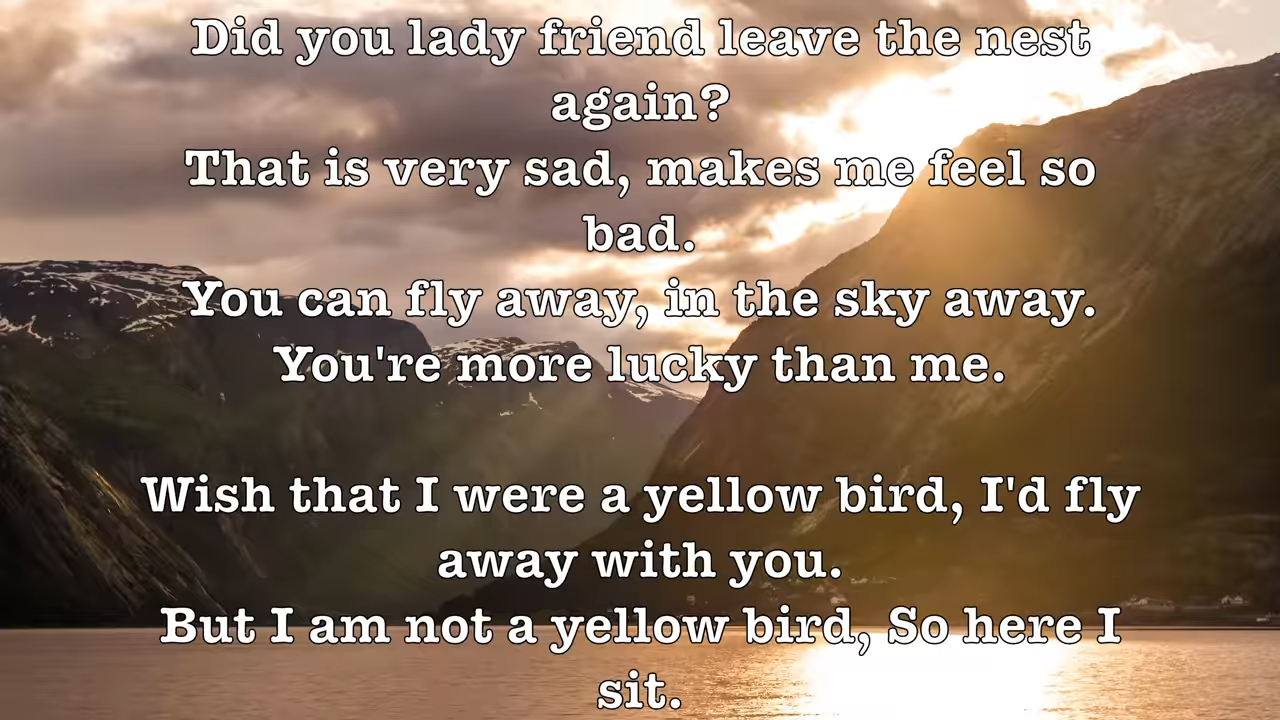 Did you lady friend leave the nest
again?
That is very sad, makes me feel so
bad.
You can fly away, in the sky away.
You're more lucky than me.
Wish that I were a yellow bird, I'd fly
away with you.
But I am not a yellow bird, So here I
sit.